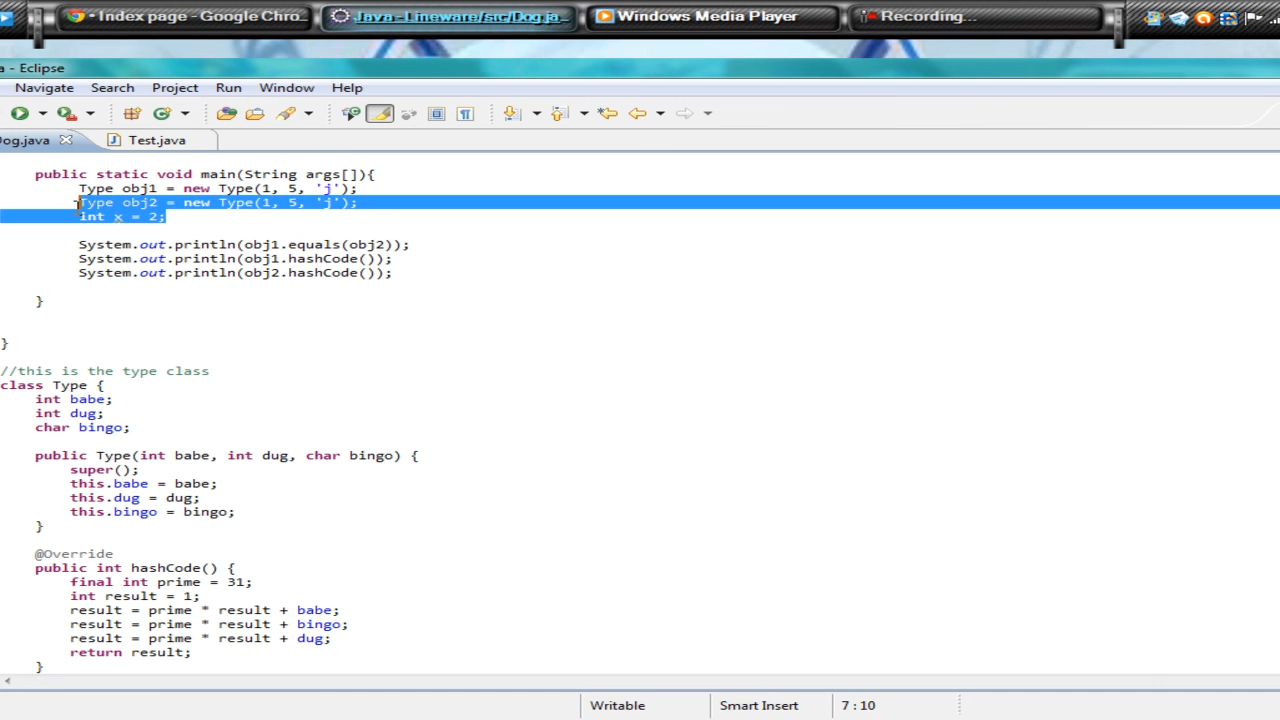 • Index page - Google Chro...
Java - Lineware/src/Dog.ja...
Windows Media Player
Recording...
a - Eclipse
Navigate Search Project Run Window Help
Dog.java Test.java
public static void main(String args[]){
Type obj1 = new Type(1, 5, 'j');
Type obj2 = new Type(1, 5, 'j');
int x = 2;
System.out.println(obj1.equals(obj2));
System.out.println(obj1.hashCode());
System.out.println(obj2.hashCode());
}
}
//this is the type class
class Type {
int babe;
int dug;
char bingo;
public Type(int babe, int dug, char bingo) {
super();
this.babe = babe;
this.dug = dug;
this.bingo = bingo;
}
@Override
public int hashCode() {
final int prime = 31;
int result = 1;
result = prime * result + babe;
result = prime * result + bingo;
result = prime * result + dug;
return result;
}
Writable Smart Insert 7 : 10